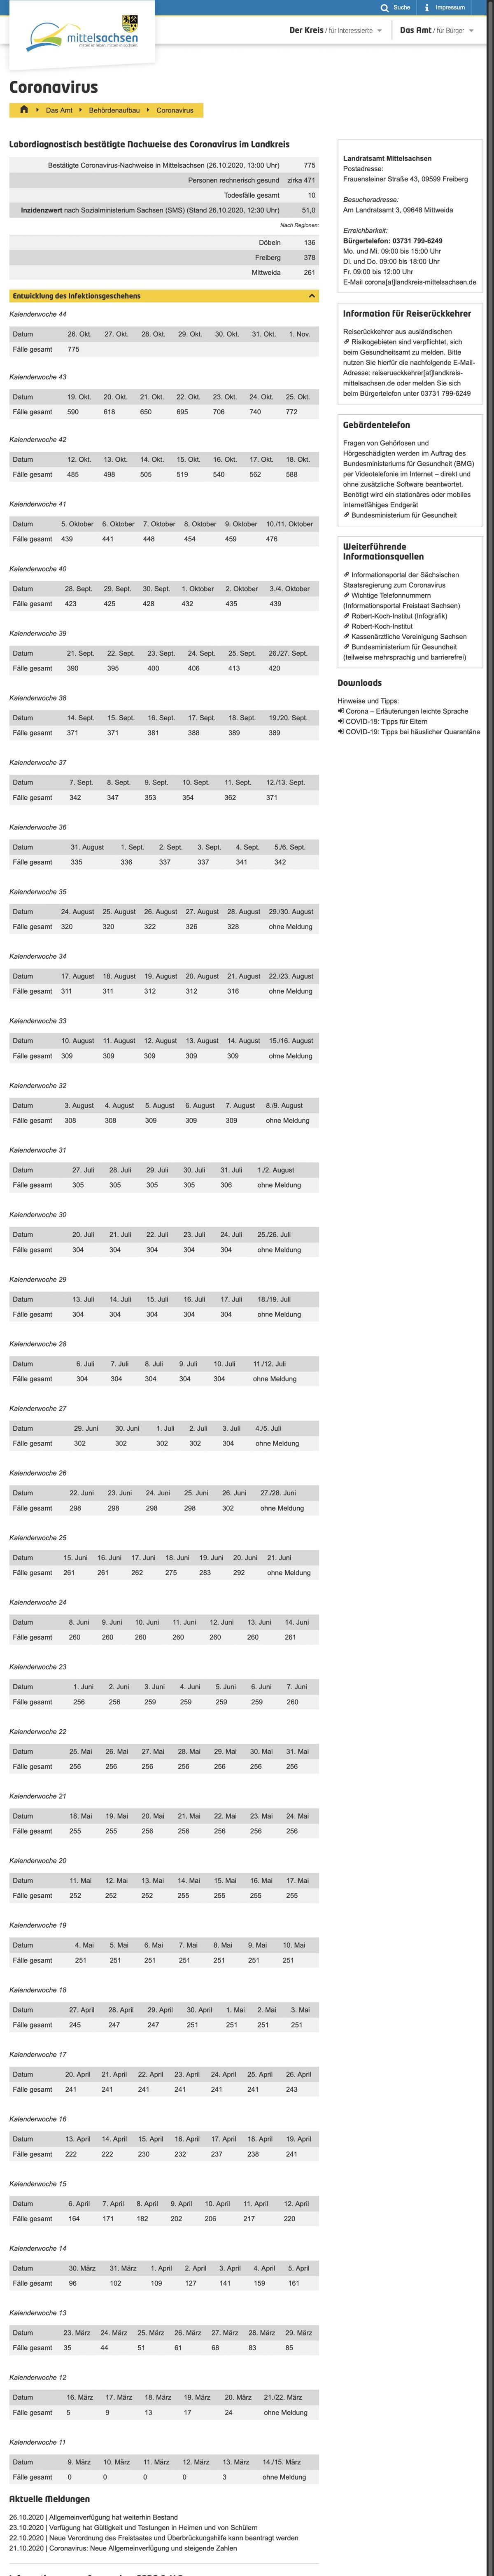 Suche
Impressum
mittelsachsen
mitten im leben. mitten in sachsen.
Der Kreis / für Interessierte
Das Amt / für Bürger
Coronavirus
Das Amt
Behördenaufbau
Coronavirus
Labordiagnostisch bestätigte Nachweise des Coronavirus im Landkreis
Bestätigte Coronavirus-Nachweise in Mittelsachsen (26.10.2020, 13:00 Uhr) 775
Personen rechnerisch gesund zirka 471
Todesfälle gesamt 10
Inzidenzwert nach Sozialministerium Sachsen (SMS) (Stand 26.10.2020, 12:30 Uhr) 51,0
Nach Regionen:
Döbeln 136
Freiberg 378
Mittweida 261
Entwicklung des Infektionsgeschehens
Kalenderwoche 44
Datum 26. Okt. 27. Okt. 28. Okt. 29. Okt. 30. Okt. 31. Okt. 1. Nov.
Fälle gesamt 775
Kalenderwoche 43
Datum 19. Okt. 20. Okt. 21. Okt. 22. Okt. 23. Okt. 24. Okt. 25. Okt.
Fälle gesamt 590 618 650 695 706 740 772
Kalenderwoche 42
Datum 12. Okt. 13. Okt. 14. Okt. 15. Okt. 16. Okt. 17. Okt. 18. Okt.
Fälle gesamt 485 498 505 519 540 562 588
Kalenderwoche 41
Datum 5. Oktober 6. Oktober 7. Oktober 8. Oktober 9. Oktober 10./11. Oktober
Fälle gesamt 439 441 448 454 459 476
Kalenderwoche 40
Datum 28. Sept. 29. Sept. 30. Sept. 1. Oktober 2. Oktober 3./4. Oktober
Fälle gesamt 423 425 428 432 435 439
Kalenderwoche 39
Datum 21. Sept. 22. Sept. 23. Sept. 24. Sept. 25. Sept. 26./27. Sept.
Fälle gesamt 390 395 400 406 413 420
Kalenderwoche 38
Datum 14. Sept. 15. Sept. 16. Sept. 17. Sept. 18. Sept. 19./20. Sept.
Fälle gesamt 371 371 381 388 389 389
Kalenderwoche 37
Datum 7. Sept. 8. Sept. 9. Sept. 10. Sept. 11. Sept. 12./13. Sept.
Fälle gesamt 342 347 353 354 362 371
Kalenderwoche 36
Datum 31. August 1. Sept. 2. Sept. 3. Sept. 4. Sept. 5./6. Sept.
Fälle gesamt 335 336 337 337 341 342
Kalenderwoche 35
Datum 24. August 25. August 26. August 27. August 28. August 29./30. August
Fälle gesamt 320 320 322 326 328 ohne Meldung
Kalenderwoche 34
Datum 17. August 18. August 19. August 20. August 21. August 22./23. August
Fälle gesamt 311 311 312 312 316 ohne Meldung
Kalenderwoche 33
Datum 10. August 11. August 12. August 13. August 14. August 15./16. August
Fälle gesamt 309 309 309 309 309 ohne Meldung
Kalenderwoche 32
Datum 3. August 4. August 5. August 6. August 7. August 8./9. August
Fälle gesamt 308 308 309 309 309 ohne Meldung
Kalenderwoche 31
Datum 27. Juli 28. Juli 29. Juli 30. Juli 31. Juli 1./2. August
Fälle gesamt 305 305 305 305 306 ohne Meldung
Kalenderwoche 30
Datum 20. Juli 21. Juli 22. Juli 23. Juli 24. Juli 25./26. Juli
Fälle gesamt 304 304 304 304 304 ohne Meldung
Kalenderwoche 29
Datum 13. Juli 14. Juli 15. Juli 16. Juli 17. Juli 18./19. Juli
Fälle gesamt 304 304 304 304 304 ohne Meldung
Kalenderwoche 28
Datum 6. Juli 7. Juli 8. Juli 9. Juli 10. Juli 11./12. Juli
Fälle gesamt 304 304 304 304 304 ohne Meldung
Kalenderwoche 27
Datum 29. Juni 30. Juni 1. Juli 2. Juli 3. Juli 4./5. Juli
Fälle gesamt 302 302 302 302 304 ohne Meldung
Kalenderwoche 26
Datum 22. Juni 23. Juni 24. Juni 25. Juni 26. Juni 27./28. Juni
Fälle gesamt 298 298 298 298 302 ohne Meldung
Kalenderwoche 25
Datum 15. Juni 16. Juni 17. Juni 18. Juni 19. Juni 20. Juni 21. Juni
Fälle gesamt 261 261 262 275 283 292 ohne Meldung
Kalenderwoche 24
Datum 8. Juni 9. Juni 10. Juni 11. Juni 12. Juni 13. Juni 14. Juni
Fälle gesamt 260 260 260 260 260 260 261
Kalenderwoche 23
Datum 1. Juni 2. Juni 3. Juni 4. Juni 5. Juni 6. Juni 7. Juni
Fälle gesamt 256 256 259 259 259 259 260
Kalenderwoche 22
Datum 25. Mai 26. Mai 27. Mai 28. Mai 29. Mai 30. Mai 31. Mai
Fälle gesamt 256 256 256 256 256 256 256
Kalenderwoche 21
Datum 18. Mai 19. Mai 20. Mai 21. Mai 22. Mai 23. Mai 24. Mai
Fälle gesamt 255 255 256 256 256 256 256
Kalenderwoche 20
Datum 11. Mai 12. Mai 13. Mai 14. Mai 15. Mai 16. Mai 17. Mai
Fälle gesamt 252 252 252 255 255 255 255
Kalenderwoche 19
Datum 4. Mai 5. Mai 6. Mai 7. Mai 8. Mai 9. Mai 10. Mai
Fälle gesamt 251 251 251 251 251 251 251
Kalenderwoche 18
Datum 27. April 28. April 29. April 30. April 1. Mai 2. Mai 3. Mai
Fälle gesamt 245 247 247 251 251 251 251
Kalenderwoche 17
Datum 20. April 21. April 22. April 23. April 24. April 25. April 26. April
Fälle gesamt 241 241 241 241 241 241 243
Kalenderwoche 16
Datum 13. April 14. April 15. April 16. April 17. April 18. April 19. April
Fälle gesamt 222 222 230 232 237 238 241
Kalenderwoche 15
Datum 6. April 7. April 8. April 9. April 10. April 11. April 12. April
Fälle gesamt 164 171 182 202 206 217 220
Kalenderwoche 14
Datum 30. März 31. März 1. April 2. April 3. April 4. April 5. April
Fälle gesamt 96 102 109 127 141 159 161
Kalenderwoche 13
Datum 23. März 24. März 25. März 26. März 27. März 28. März 29. März
Fälle gesamt 35 44 51 61 68 83 85
Kalenderwoche 12
Datum 16. März 17. März 18. März 19. März 20. März 21./22. März
Fälle gesamt 5 9 13 17 24 ohne Meldung
Kalenderwoche 11
Datum 9. März 10. März 11. März 12. März 13. März 14./15. März
Fälle gesamt 0 0 0 0 3 ohne Meldung
Aktuelle Meldungen
26.10.2020 | Allgemeinverfügung hat weiterhin Bestand
23.10.2020 | Verfügung hat Gültigkeit und Testungen in Heimen und von Schülern
22.10.2020 | Neue Verordnung des Freistaates und Überbrückungshilfe kann beantragt werden
21.10.2020 | Coronavirus: Neue Allgemeinverfügung und steigende Zahlen
Landratsamt Mittelsachsen
Postadresse:
Frauensteiner Straße 43, 09599 Freiberg
Besucheradresse:
Am Landratsamt 3, 09648 Mittweida
Erreichbarkeit:
Bürgertelefon: 03731 799-6249
Mo. und Mi. 09:00 bis 15:00 Uhr
Di. und Do. 09:00 bis 18:00 Uhr
Fr. 09:00 bis 12:00 Uhr
E-Mail corona[at]landkreis-mittelsachsen.de
Information für Reiserückkehrer
Reiserückkehrer aus ausländischen
Risikogebieten sind verpflichtet, sich
beim Gesundheitsamt zu melden. Bitte
nutzen Sie hierfür die nachfolgende E-Mail-
Adresse: reiserueckkehrer[at]landkreis-
mittelsachsen.de oder melden Sie sich
beim Bürgertelefon unter 03731 799-6249
Gebärdentelefon
Fragen von Gehörlosen und
Hörgeschädigten werden im Auftrag des
Bundesministeriums für Gesundheit (BMG)
per Videotelefonie im Internet – direkt und
ohne zusätzliche Software beantwortet.
Benötigt wird ein stationäres oder mobiles
internetfähiges Endgerät
Bundesministerium für Gesundheit
Weiterführende
Informationsquellen
Informationsportal der Sächsischen
Staatsregierung zum Coronavirus
Wichtige Telefonnummern
(Informationsportal Freistaat Sachsen)
Robert-Koch-Institut (Infografik)
Robert-Koch-Institut
Kassenärztliche Vereinigung Sachsen
Bundesministerium für Gesundheit
(teilweise mehrsprachig und barrierefrei)
Downloads
Hinweise und Tipps:
Corona – Erläuterungen leichte Sprache
COVID-19: Tipps für Eltern
COVID-19: Tipps bei häuslicher Quarantäne